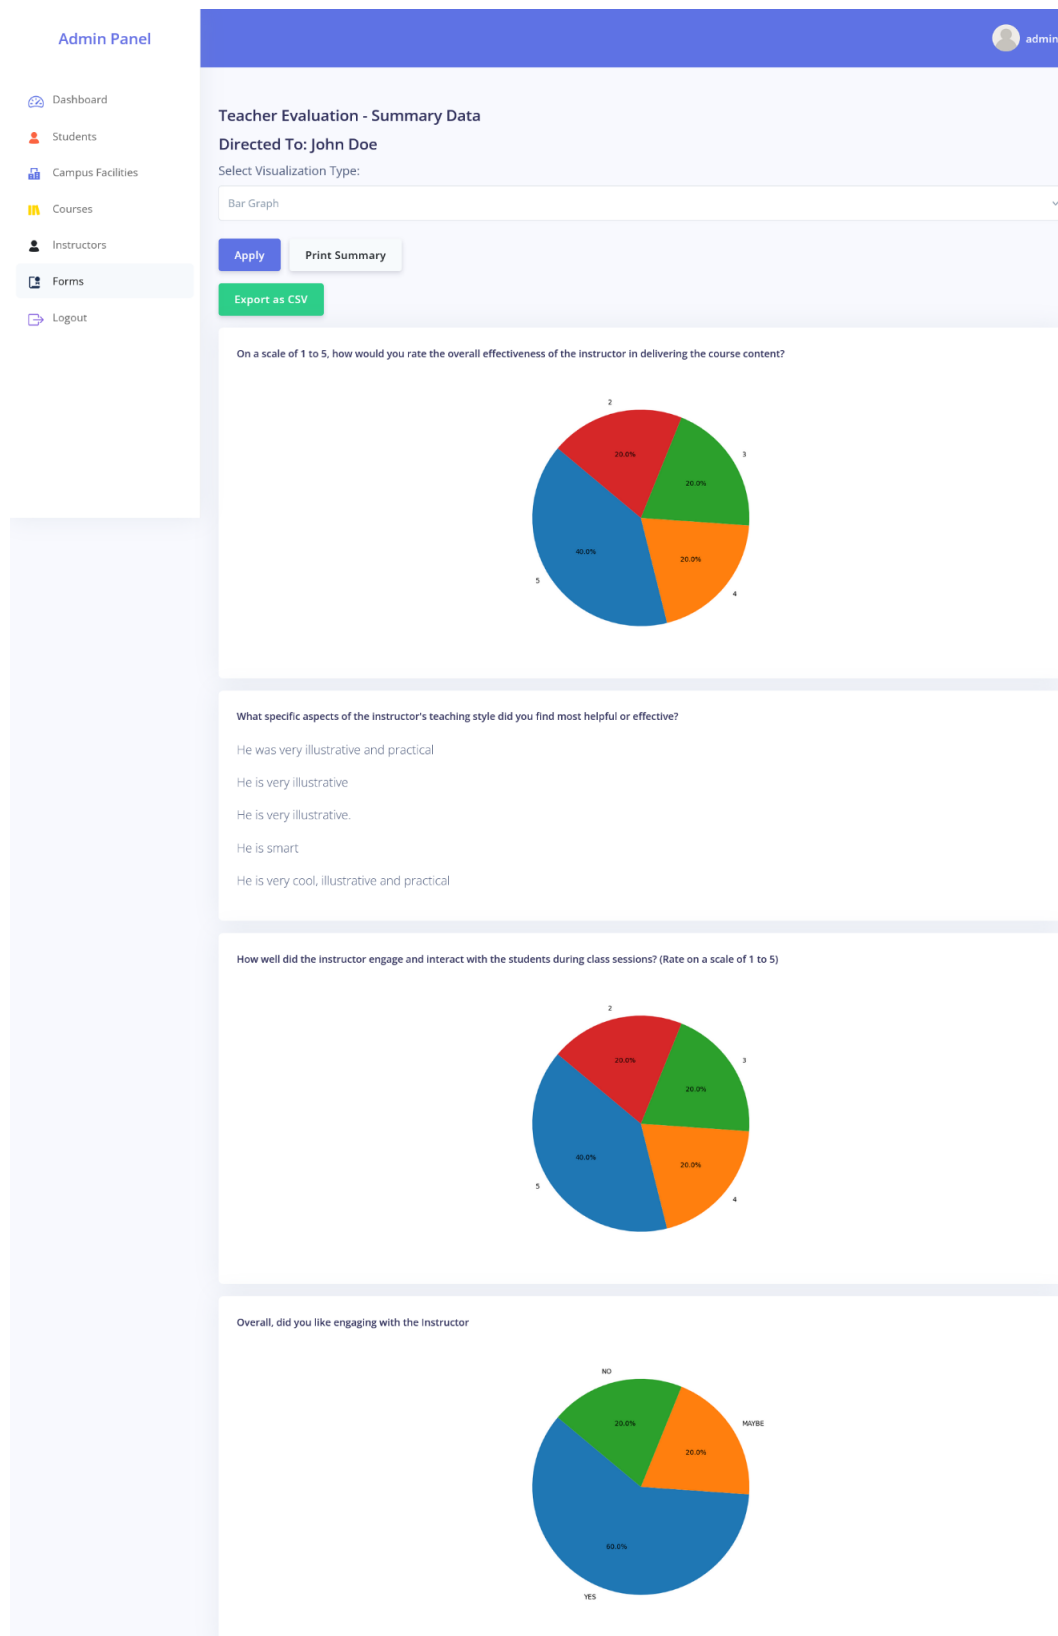 Admin Panel
admin
Dashboard
Students
Campus Facilities
Courses
Instructors
Forms
Logout
Teacher Evaluation - Summary Data
Directed To: John Doe
Select Visualization Type:
Bar Graph
Apply
Print Summary
Export as CSV
On a scale of 1 to 5, how would you rate the overall effectiveness of the instructor in delivering the course content?
2
20.0%
3
20.0%
40.0%
20.0%
5
4
What specific aspects of the instructor's teaching style did you find most helpful or effective?
He was very illustrative and practical
He is very illustrative
He is very illustrative.
He is smart
He is very cool, illustrative and practical
How well did the instructor engage and interact with the students during class sessions? (Rate on a scale of 1 to 5)
2
20.0%
3
20.0%
40.0%
20.0%
5
4
Overall, did you like engaging with the Instructor
NO
20.0%
MAYBE
20.0%
60.0%
YES